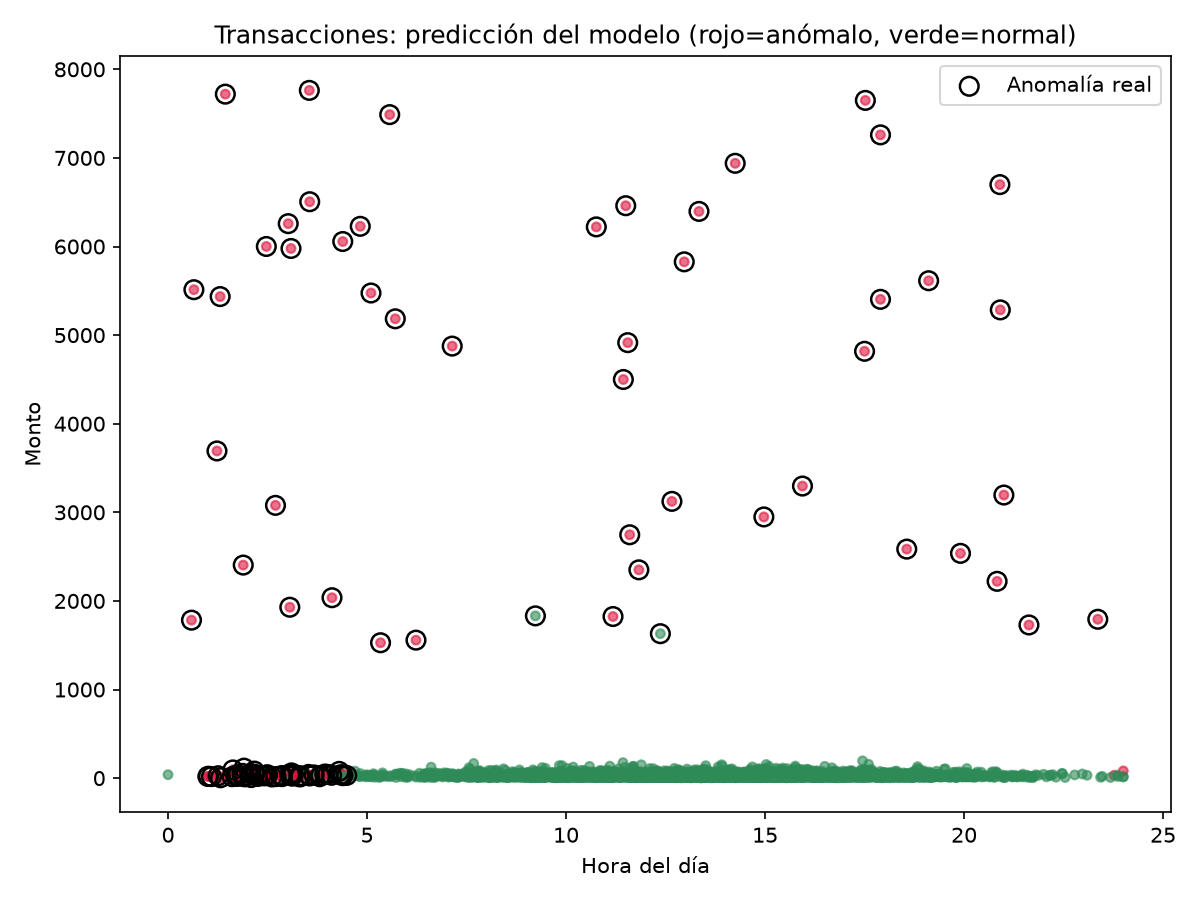 Transacciones: predicción del modelo (rojo=anómalo, verde=normal)
Anomalía real
8000
7000
6000
5000
4000
3000
2000
1000
0
Monto
0 5 10 15 20 25
Hora del día